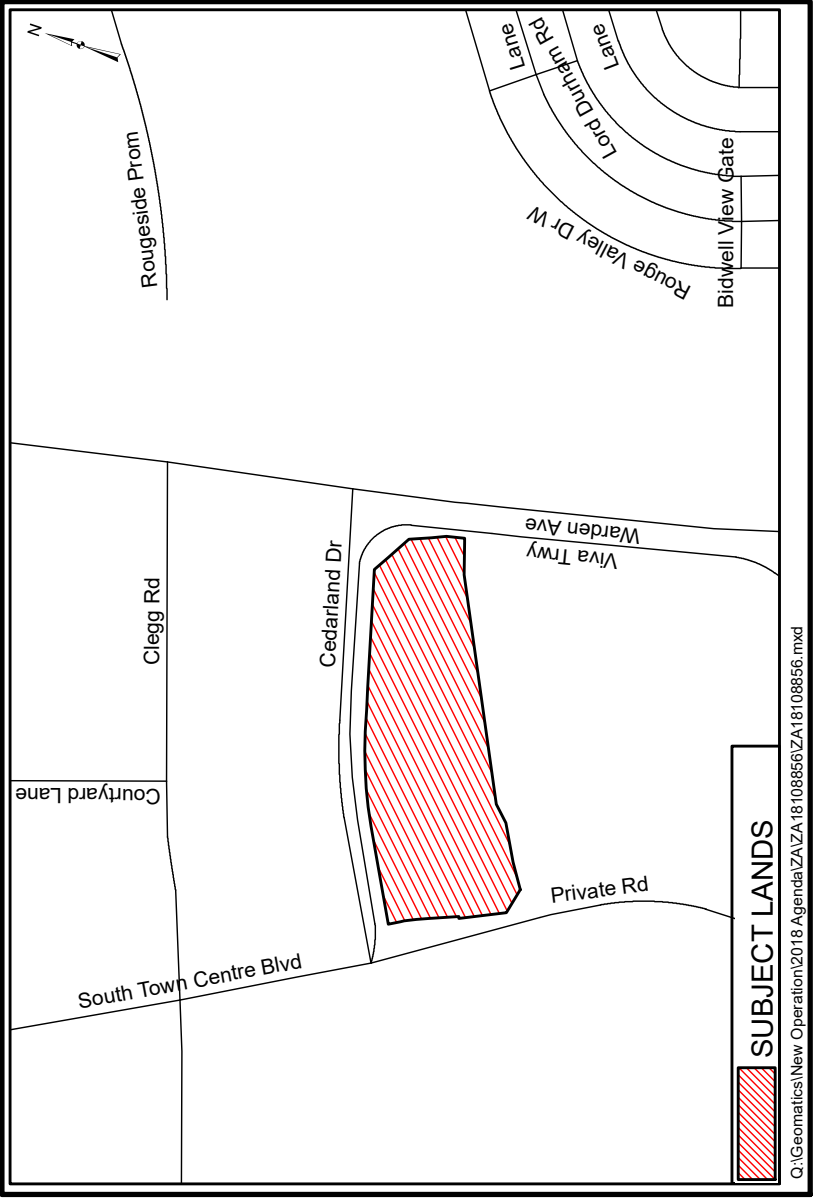 N
Rougeside Prom
Lane
Lord Durham Rd
Lane
Rouge Valley Dr W
Bidwell View Gate
Clegg Rd
Cedarland Dr
Warden Ave
Viva Trwy
Courtyard Lane
South Town Centre Blvd
Private Rd
SUBJECT LANDS
Q:\Geomatics\New Operation\2018 Agenda\ZA\ZA18108856\ZA18108856.mxd